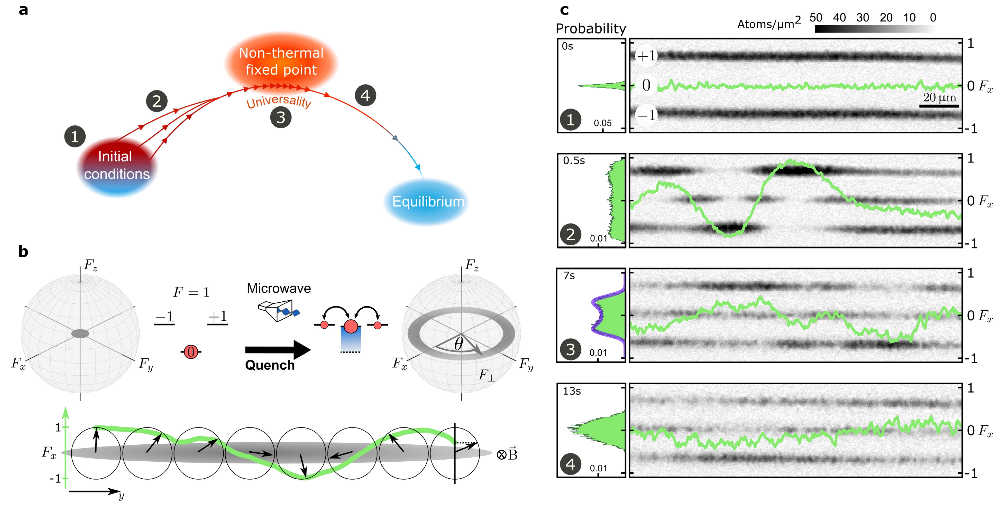 a
Non-thermal
fixed point
Universality
1
2
3
4
Initial
conditions
Equilibrium
b
F_z
F = 1
−1
+1
0
F_x
F_y
Microwave
Quench
F_z
θ
F_x
F_y
F_⊥
1
F_x
-1
y
⊗B⃗
c
Probability
Atoms/µm²
50 40 30 20 10 0
0s
1
0.05
+1
0
−1
20 µm
1
0 F_x
-1
0.5s
2
0.01
1
0 F_x
-1
7s
3
0.01
1
0 F_x
-1
13s
4
0.01
1
0 F_x
-1